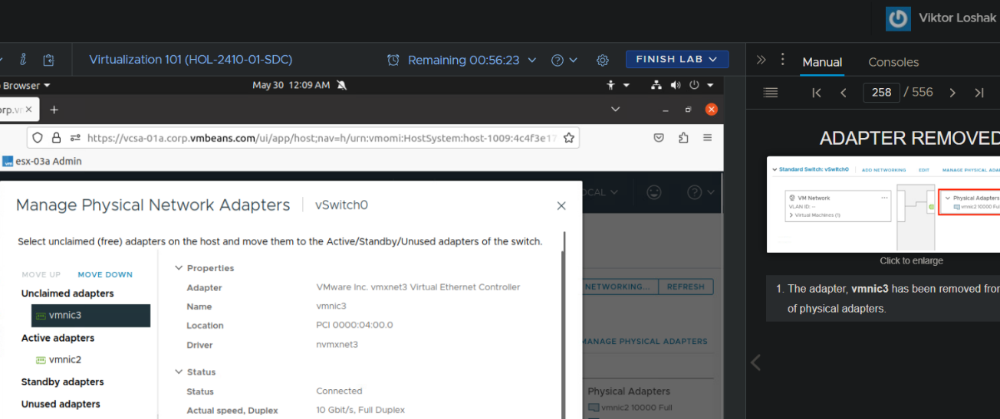 Viktor Loshak
Virtualization 101 (HOL-2410-01-SDC)
Remaining 00:56:23
FINISH LAB
Manual
Consoles
Browser
May 30 12:09 AM
258 / 556
orp.vr
https://vcsa-01a.corp.vmbeans.com/ui/app/host;nav=h/urn:vmomi:HostSystem:host-1009:4c4f3e17
vm esx-03a Admin
ADAPTER REMOVED
Standard Switch: vSwitch0 ADD NETWORKING EDIT MANAGE PHYSICAL ADA
VM Network
VLAN ID: --
Virtual Machines (1)
Physical Adapters
vmnic2 10000 Ful
Click to enlarge
1. The adapter, vmnic3 has been removed from
of physical adapters.
OCAL
Manage Physical Network Adapters vSwitch0
Select unclaimed (free) adapters on the host and move them to the Active/Standby/Unused adapters of the switch.
MOVE UP MOVE DOWN
Unclaimed adapters
vmnic3
Active adapters
vmnic2
Standby adapters
Unused adapters
Properties
Adapter VMware Inc. vmxnet3 Virtual Ethernet Controller
Name vmnic3
Location PCI 0000:04:00.0
Driver nvmxnet3
Status
Status Connected
Actual speed, Duplex 10 Gbit/s, Full Duplex
NETWORKING... REFRESH
MANAGE PHYSICAL ADAPTERS
Physical Adapters
vmnic2 10000 Full